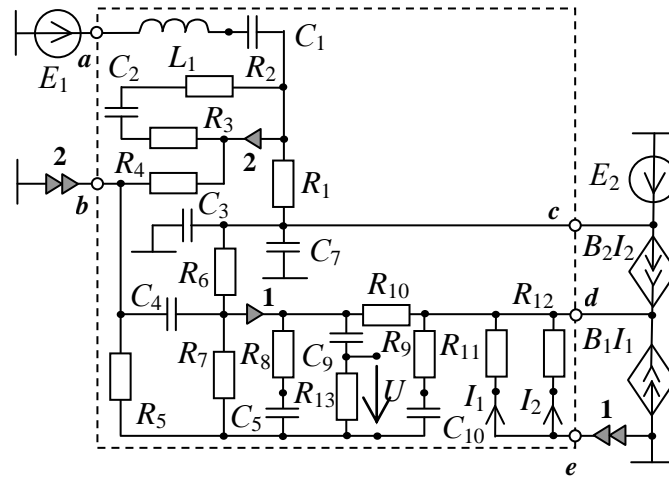 C1
a
E1
L1
R2
C2
R3
2
2
R4
b
R1
E2
C3
c
C7
B2I2
R6
C4
1
R10
R12
d
B1I1
R7
R8
C9
R9
R11
R13
U
I1
I2
R5
C5
C10
1
e